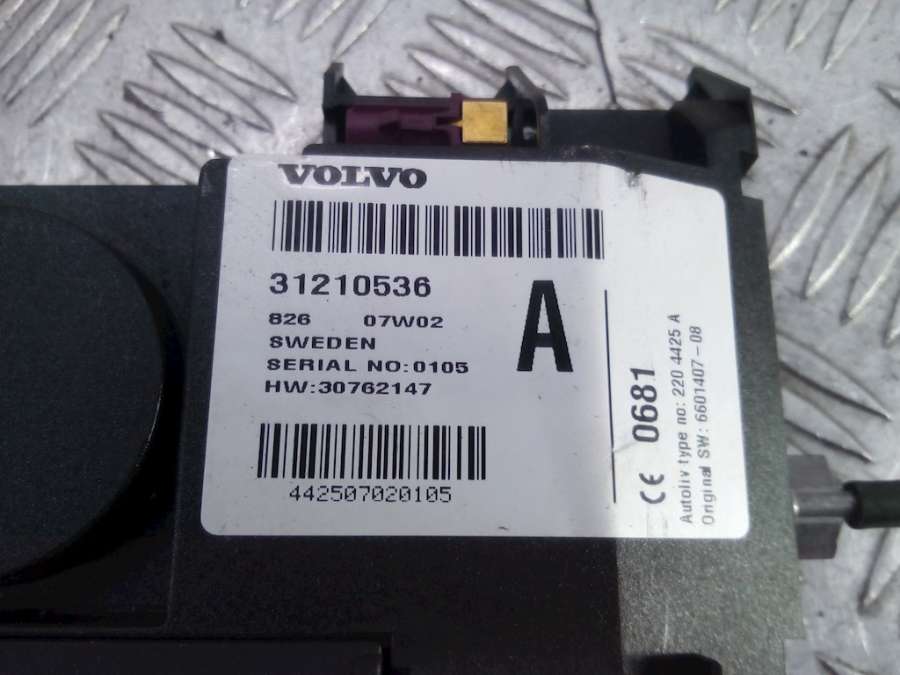 VOLVO
31210536
826 07W02
SWEDEN
SERIAL NO:0105
HW:30762147
442507020105
A
CE 0681
Autoliv type no: 220 4425 A
Original SW: 6601407-08